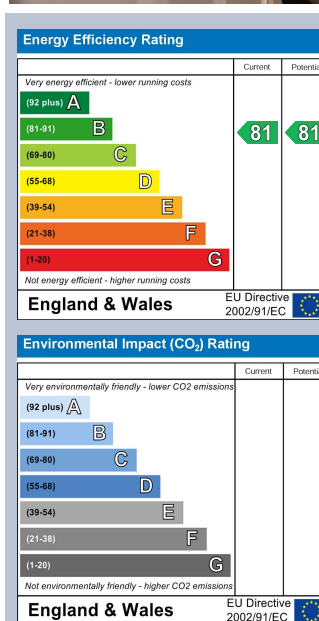 Energy Efficiency Rating
Current Potentia
Very energy efficient - lower running costs
(92 plus) A
(81-91) B
81 81
(69-80) C
(55-68) D
(39-54) E
(21-38) F
(1-20) G
Not energy efficient - higher running costs
England & Wales
EU Directive
2002/91/EC
Environmental Impact (CO₂) Rating
Current Potentia
Very environmentally friendly - lower CO2 emissions
(92 plus) A
(81-91) B
(69-80) C
(55-68) D
(39-54) E
(21-38) F
(1-20) G
Not environmentally friendly - higher CO2 emissions
England & Wales
EU Directive
2002/91/EC